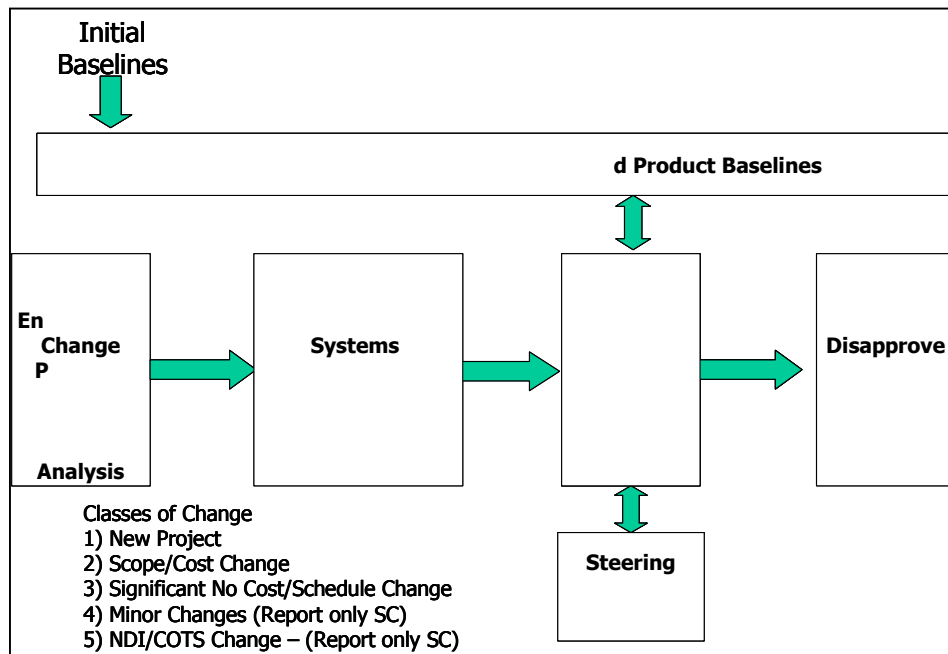 Initial
Baselines
d Product Baselines
En
Change
P
Analysis
Systems
Disapprove
Steering
Classes of Change
1) New Project
2) Scope/Cost Change
3) Significant No Cost/Schedule Change
4) Minor Changes (Report only SC)
5) NDI/COTS Change – (Report only SC)